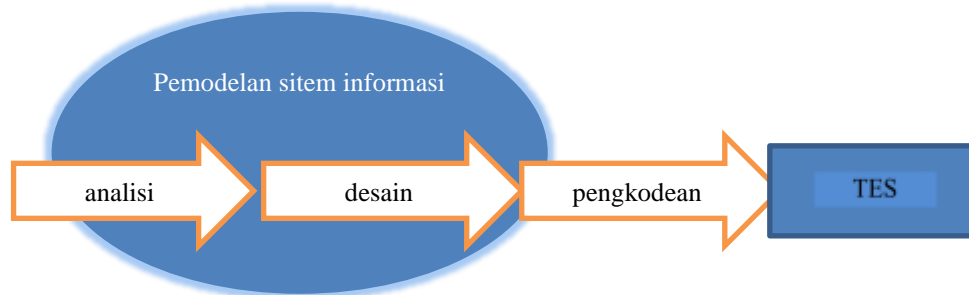 Pemodelan sitem informasi
analisi
desain
pengkodean
TES